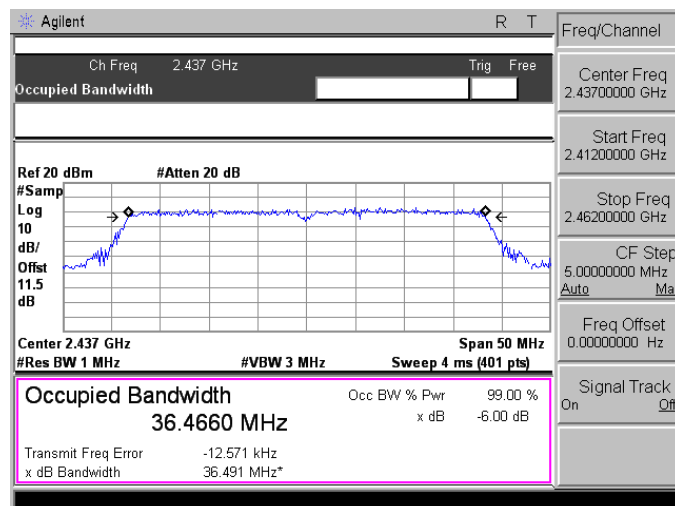 Agilent R T
Freq/Channel
Ch Freq 2.437 GHz Trig Free
Occupied Bandwidth
Center Freq
2.43700000 GHz
Start Freq
2.41200000 GHz
Stop Freq
2.46200000 GHz
CF Step
5.00000000 MHz
Auto Ma
Freq Offset
0.00000000 Hz
Signal Track
On Off
Ref 20 dBm #Atten 20 dB
#Samp
Log
10
dB/
Offst
11.5
dB
Center 2.437 GHz Span 50 MHz
#Res BW 1 MHz #VBW 3 MHz Sweep 4 ms (401 pts)
Occupied Bandwidth Occ BW % Pwr 99.00 %
36.4660 MHz x dB -6.00 dB
Transmit Freq Error -12.571 kHz
x dB Bandwidth 36.491 MHz*